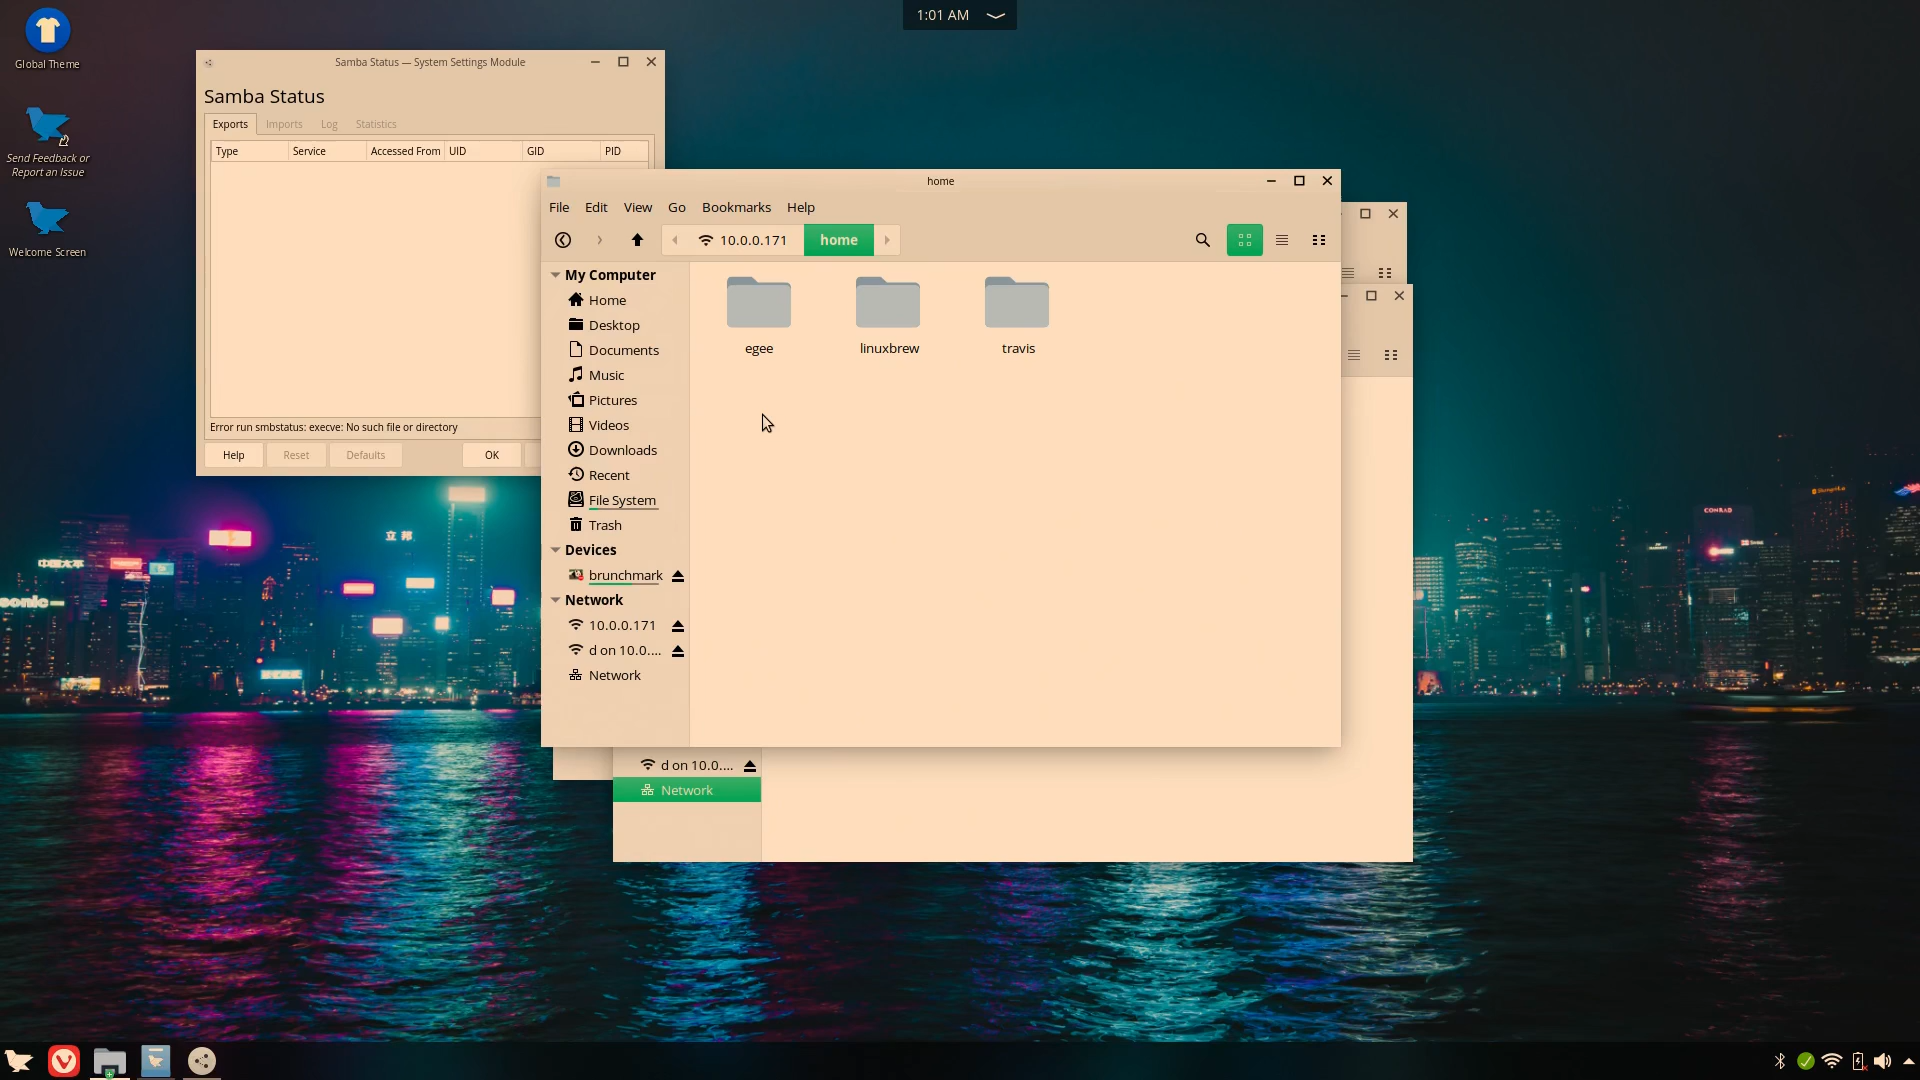 1:01 AM
Global Theme
Send Feedback or
Report an Issue
Welcome Screen
Samba Status — System Settings Module
Samba Status
Exports Imports Log Statistics
Type Service Accessed From UID GID PID
Error run smbstatus: execve: No such file or directory
Help Reset Defaults OK
home
File Edit View Go Bookmarks Help
10.0.0.171 home
My Computer
Home
Desktop
Documents
Music
Pictures
Videos
Downloads
Recent
File System
Trash
Devices
brunchmark
Network
10.0.0.171
d on 10.0....
Network
egee linuxbrew travis
d on 10.0....
Network
立邦
CONRAD